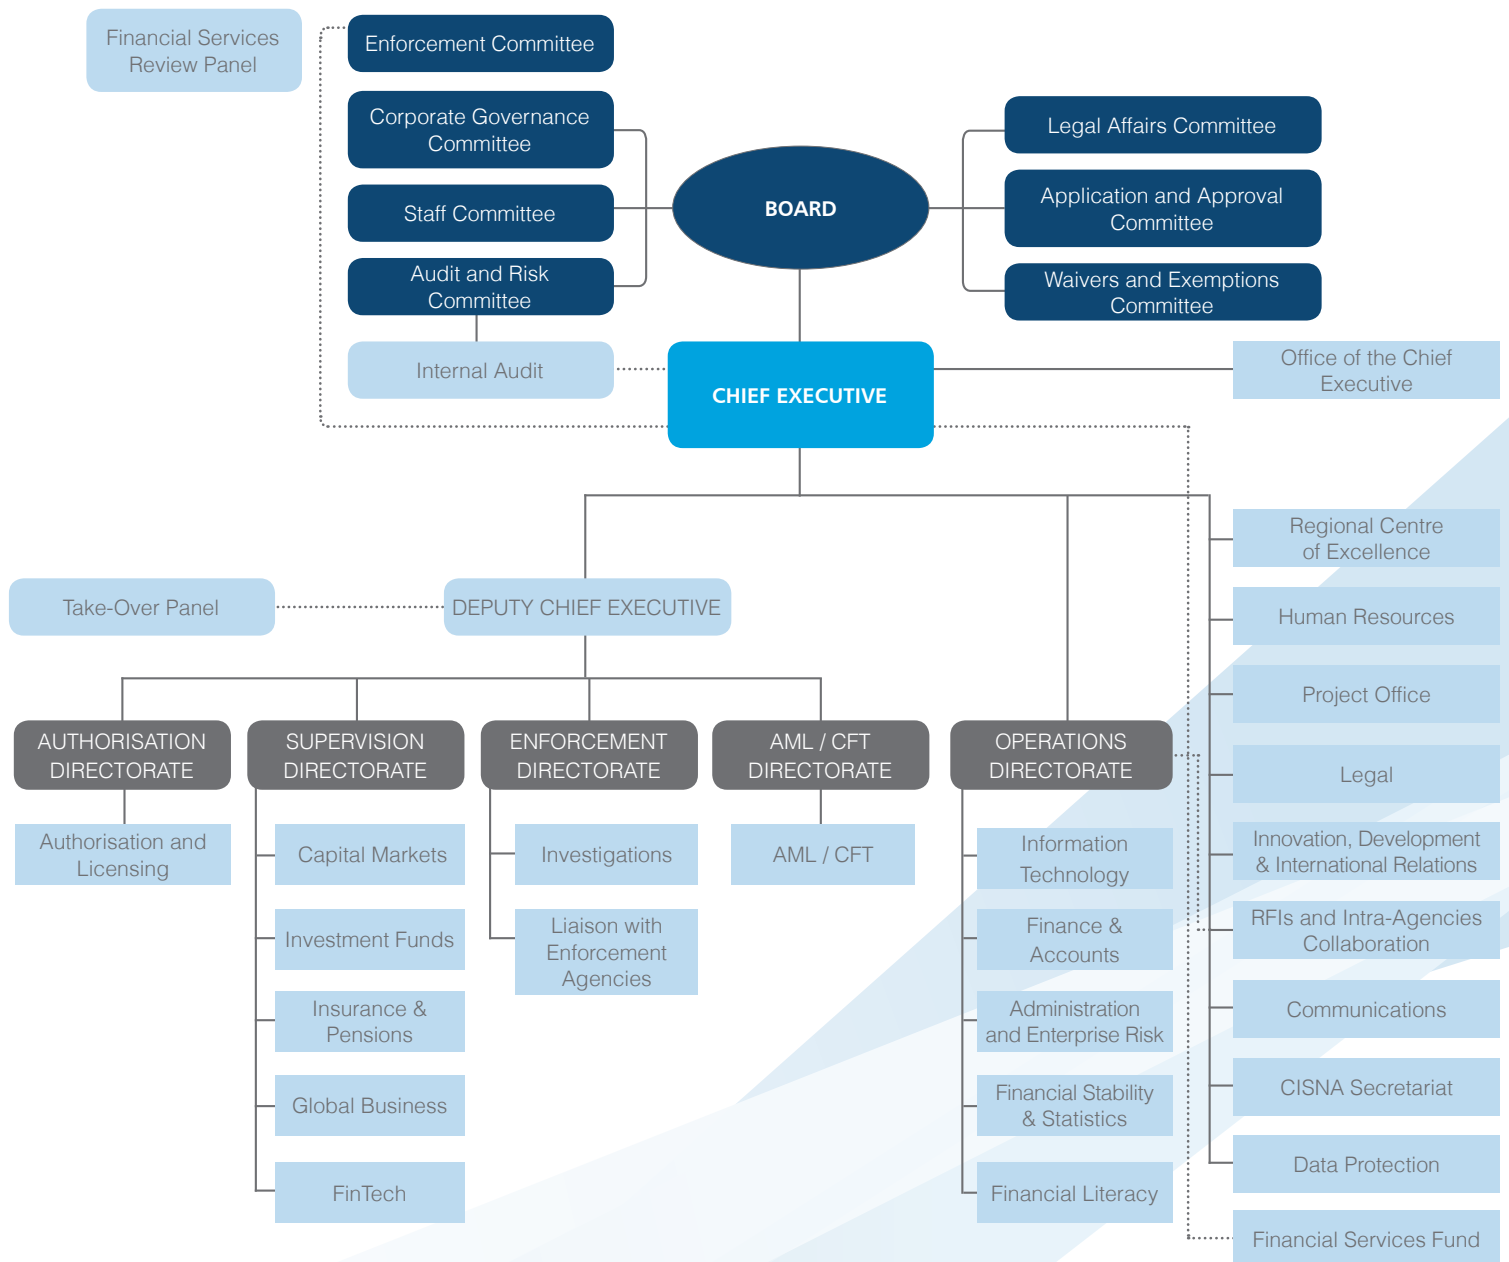 Financial Services
Review Panel
Enforcement Committee
Corporate Governance
Committee
Staff Committee
Audit and Risk
Committee
Internal Audit
BOARD
Legal Affairs Committee
Application and Approval
Committee
Waivers and Exemptions
Committee
CHIEF EXECUTIVE
Office of the Chief
Executive
Take-Over Panel
DEPUTY CHIEF EXECUTIVE
AUTHORISATION
DIRECTORATE
Authorisation and
Licensing
SUPERVISION
DIRECTORATE
Capital Markets
Investment Funds
Insurance &
Pensions
Global Business
FinTech
ENFORCEMENT
DIRECTORATE
Investigations
Liaison with
Enforcement
Agencies
AML / CFT
DIRECTORATE
AML / CFT
OPERATIONS
DIRECTORATE
Information
Technology
Finance &
Accounts
Administration
and Enterprise Risk
Financial Stability
& Statistics
Financial Literacy
Regional Centre
of Excellence
Human Resources
Project Office
Legal
Innovation, Development
& International Relations
RFIs and Intra-Agencies
Collaboration
Communications
CISNA Secretariat
Data Protection
Financial Services Fund